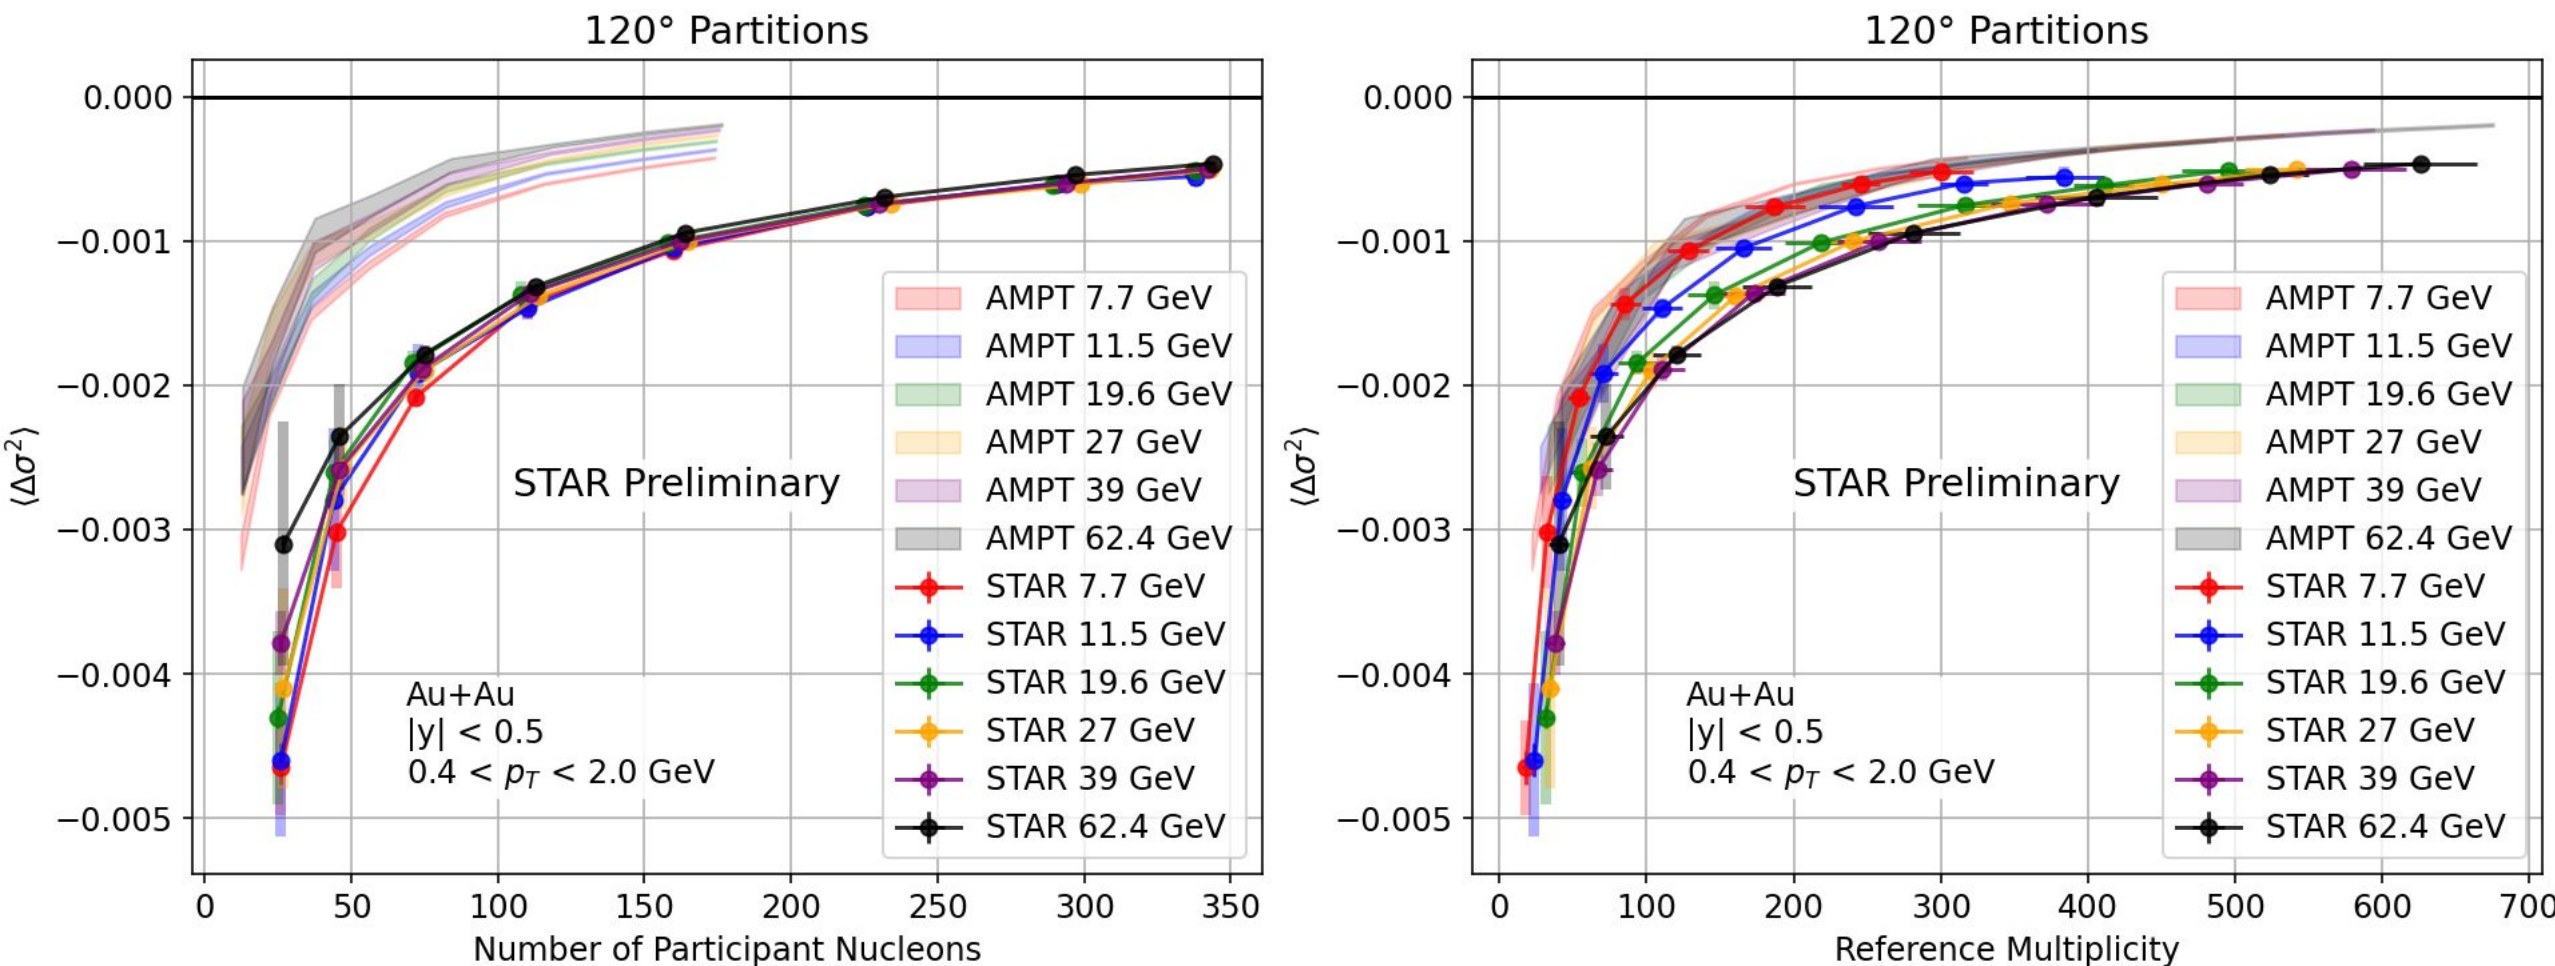 120° Partitions
0.000
−0.001
−0.002
−0.003
−0.004
−0.005
⟨Δσ²⟩
STAR Preliminary
Au+Au
|y| < 0.5
0.4 < p_T < 2.0 GeV
AMPT 7.7 GeV
AMPT 11.5 GeV
AMPT 19.6 GeV
AMPT 27 GeV
AMPT 39 GeV
AMPT 62.4 GeV
STAR 7.7 GeV
STAR 11.5 GeV
STAR 19.6 GeV
STAR 27 GeV
STAR 39 GeV
STAR 62.4 GeV
0 50 100 150 200 250 300 350
Number of Participant Nucleons
120° Partitions
0.000
−0.001
−0.002
−0.003
−0.004
−0.005
⟨Δσ²⟩
STAR Preliminary
Au+Au
|y| < 0.5
0.4 < p_T < 2.0 GeV
AMPT 7.7 GeV
AMPT 11.5 GeV
AMPT 19.6 GeV
AMPT 27 GeV
AMPT 39 GeV
AMPT 62.4 GeV
STAR 7.7 GeV
STAR 11.5 GeV
STAR 19.6 GeV
STAR 27 GeV
STAR 39 GeV
STAR 62.4 GeV
0 100 200 300 400 500 600 700
Reference Multiplicity